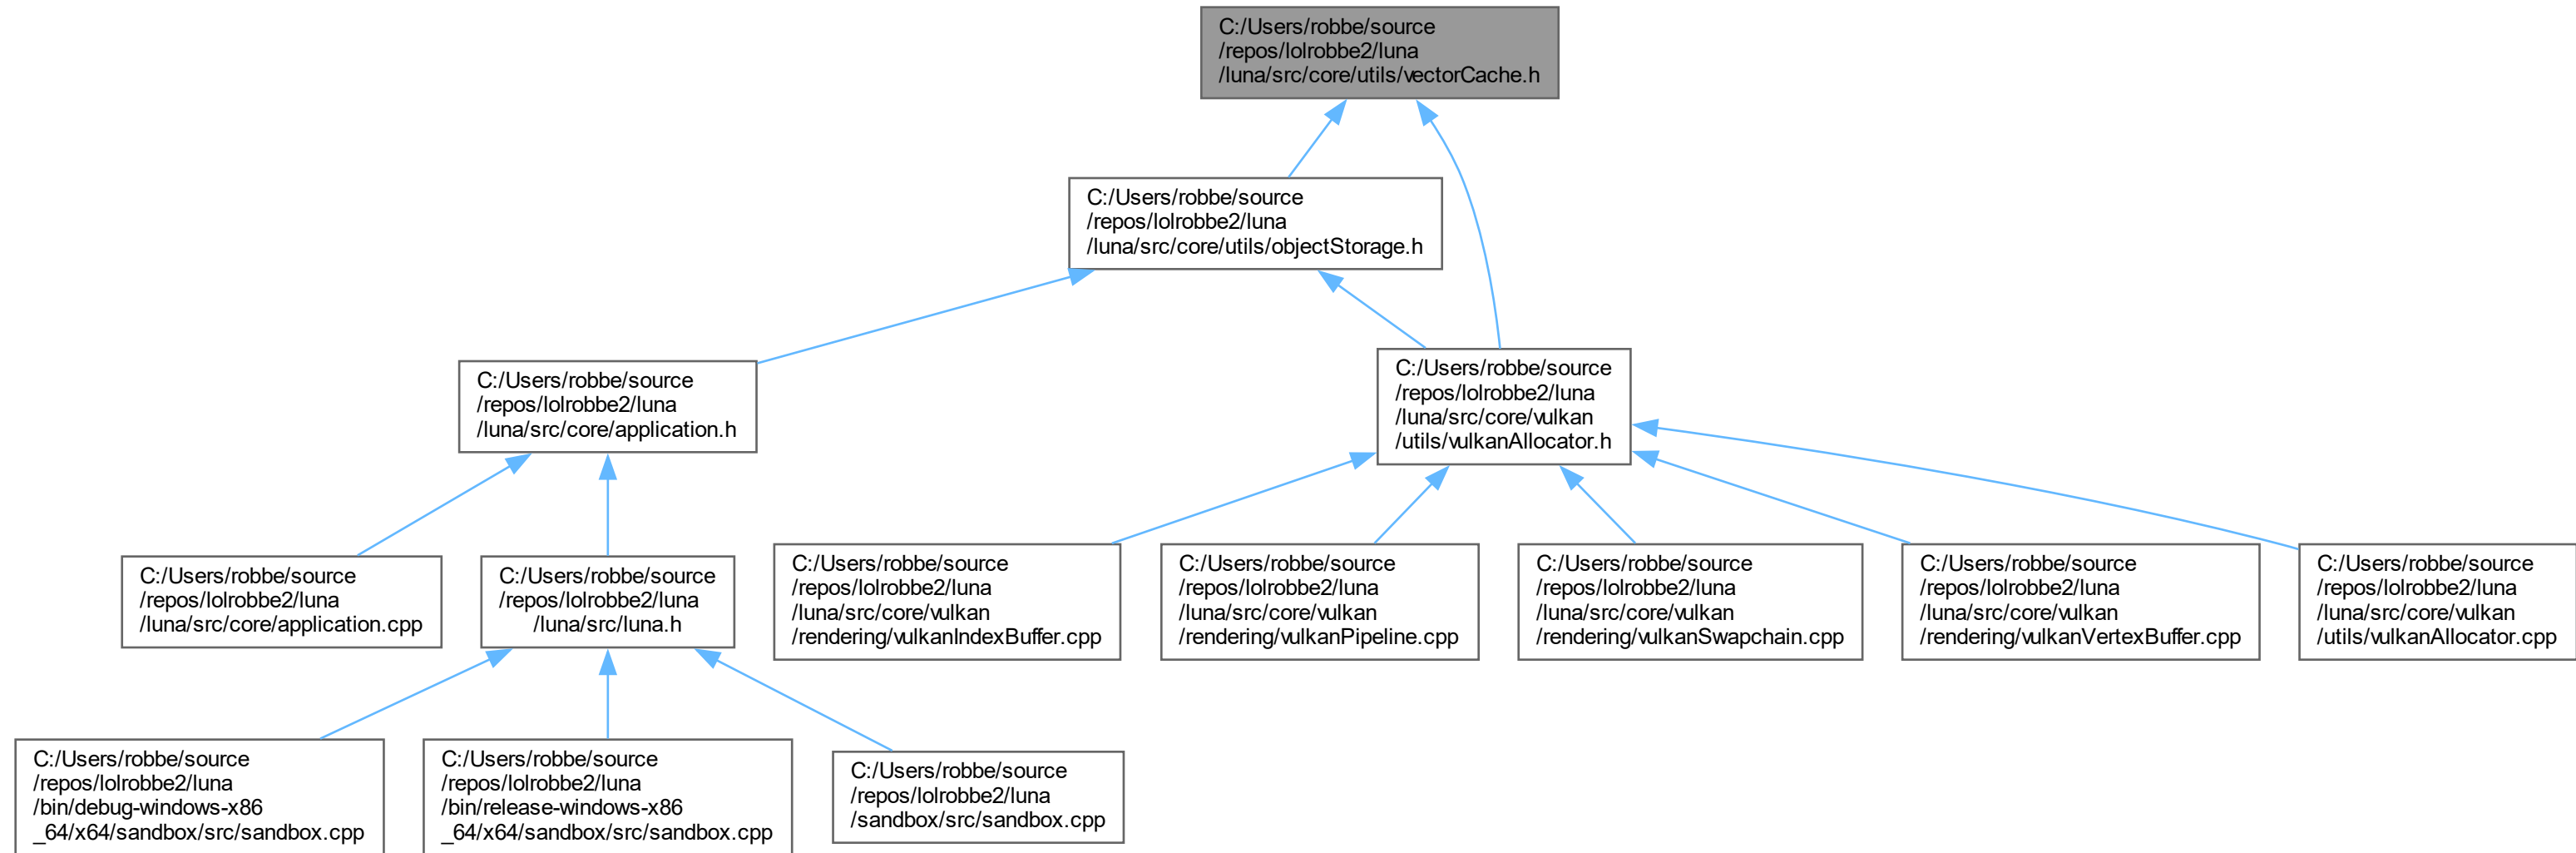 C:/Users/robbe/source
/repos/lolrobbe2/luna
/luna/src/core/utils/vectorCache.h
C:/Users/robbe/source
/repos/lolrobbe2/luna
/luna/src/core/utils/objectStorage.h
C:/Users/robbe/source
/repos/lolrobbe2/luna
/luna/src/core/application.h
C:/Users/robbe/source
/repos/lolrobbe2/luna
/luna/src/core/vulkan
/utils/vulkanAllocator.h
C:/Users/robbe/source
/repos/lolrobbe2/luna
/luna/src/core/application.cpp
C:/Users/robbe/source
/repos/lolrobbe2/luna
/luna/src/luna.h
C:/Users/robbe/source
/repos/lolrobbe2/luna
/luna/src/core/vulkan
/rendering/vulkanIndexBuffer.cpp
C:/Users/robbe/source
/repos/lolrobbe2/luna
/luna/src/core/vulkan
/rendering/vulkanPipeline.cpp
C:/Users/robbe/source
/repos/lolrobbe2/luna
/luna/src/core/vulkan
/rendering/vulkanSwapchain.cpp
C:/Users/robbe/source
/repos/lolrobbe2/luna
/luna/src/core/vulkan
/rendering/vulkanVertexBuffer.cpp
C:/Users/robbe/source
/repos/lolrobbe2/luna
/luna/src/core/vulkan
/utils/vulkanAllocator.cpp
C:/Users/robbe/source
/repos/lolrobbe2/luna
/bin/debug-windows-x86
_64/x64/sandbox/src/sandbox.cpp
C:/Users/robbe/source
/repos/lolrobbe2/luna
/bin/release-windows-x86
_64/x64/sandbox/src/sandbox.cpp
C:/Users/robbe/source
/repos/lolrobbe2/luna
/sandbox/src/sandbox.cpp